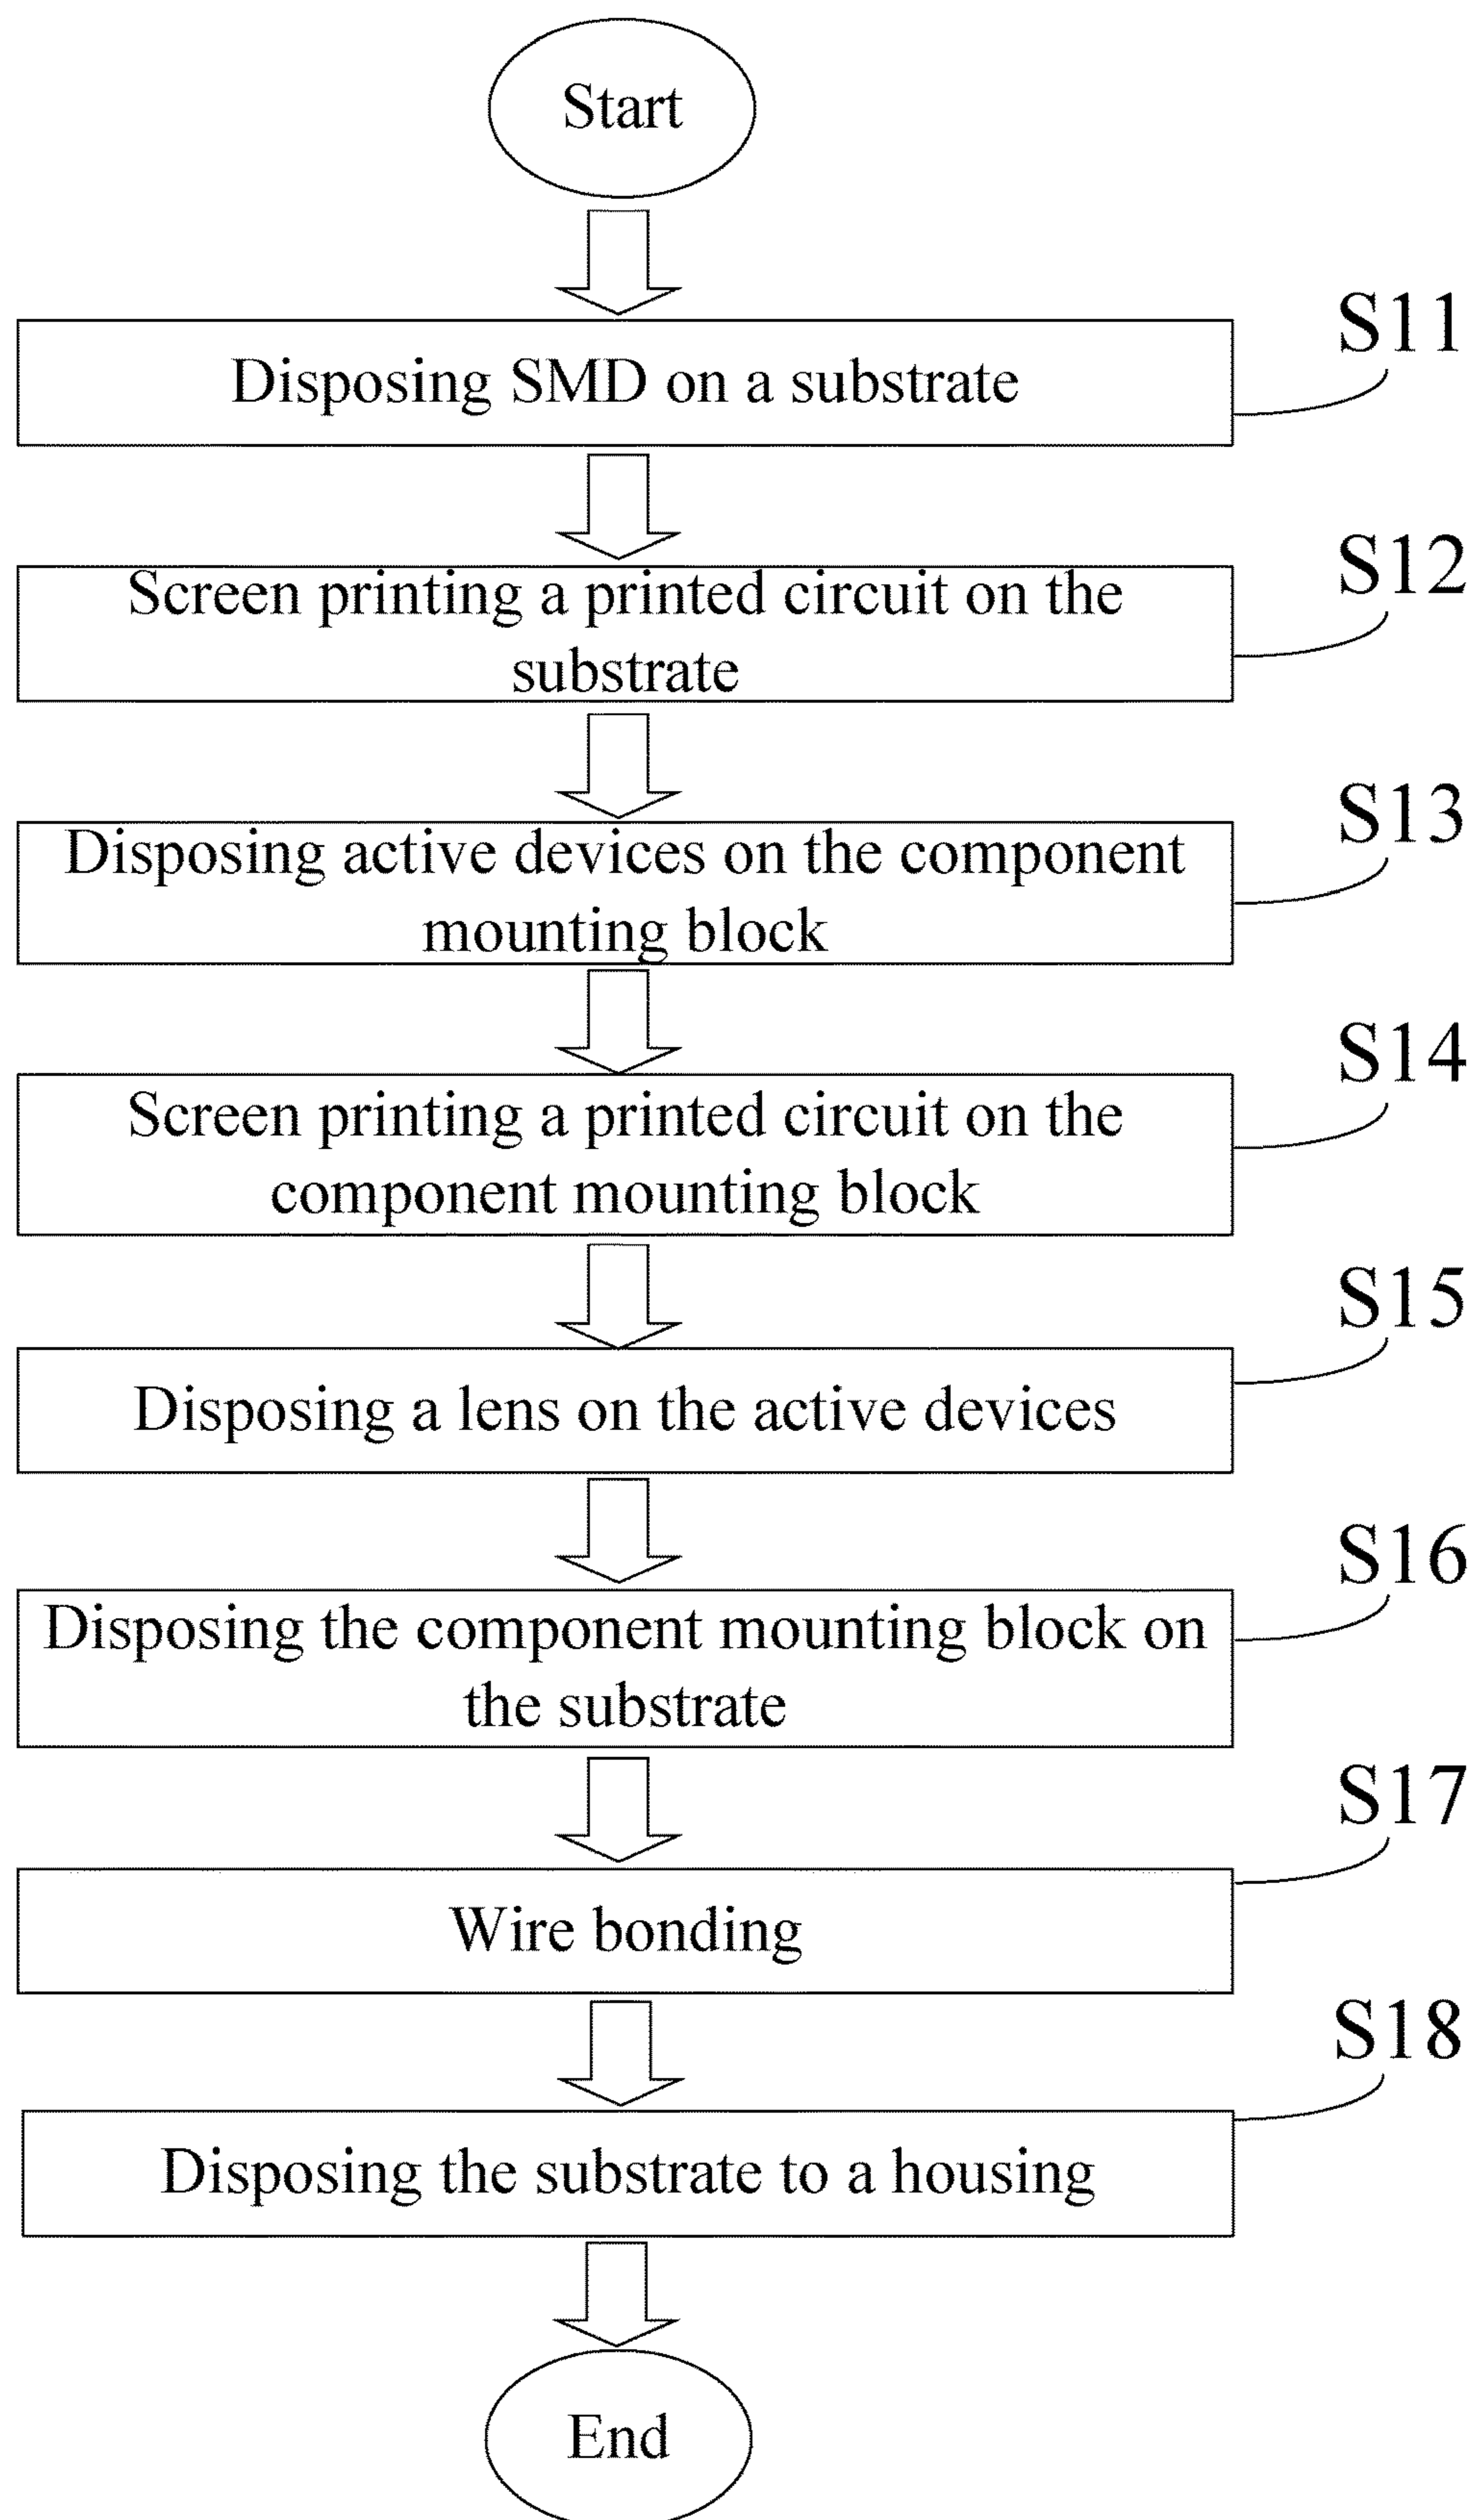 Start
S11
Disposing SMD on a substrate
S12
Screen printing a printed circuit on the
substrate
S13
Disposing active devices on the component
mounting block
S14
Screen printing a printed circuit on the
component mounting block
S15
Disposing a lens on the active devices
S16
Disposing the component mounting block on
the substrate
S17
Wire bonding
S18
Disposing the substrate to a housing
End